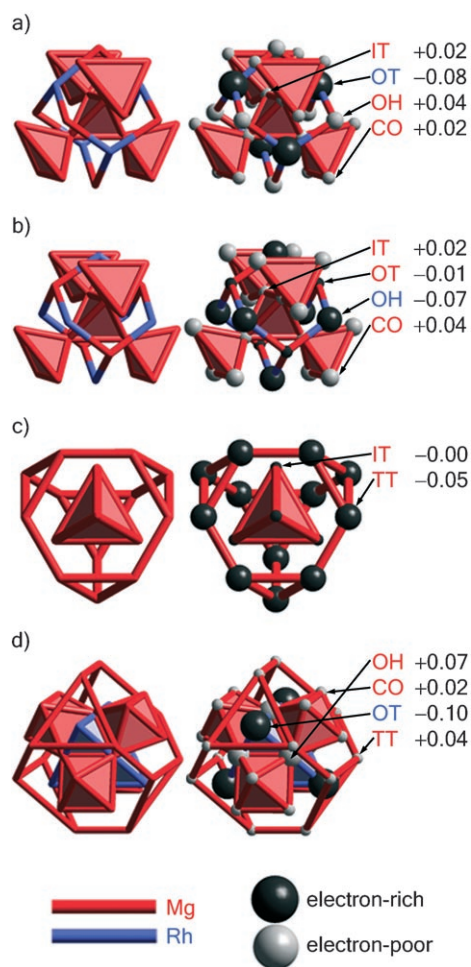 a)
IT +0.02
OT −0.08
OH +0.04
CO +0.02
b)
IT +0.02
OT −0.01
OH −0.07
CO +0.04
c)
IT −0.00
TT −0.05
d)
OH +0.07
CO +0.02
OT −0.10
TT +0.04
Mg
Rh
electron-rich
electron-poor